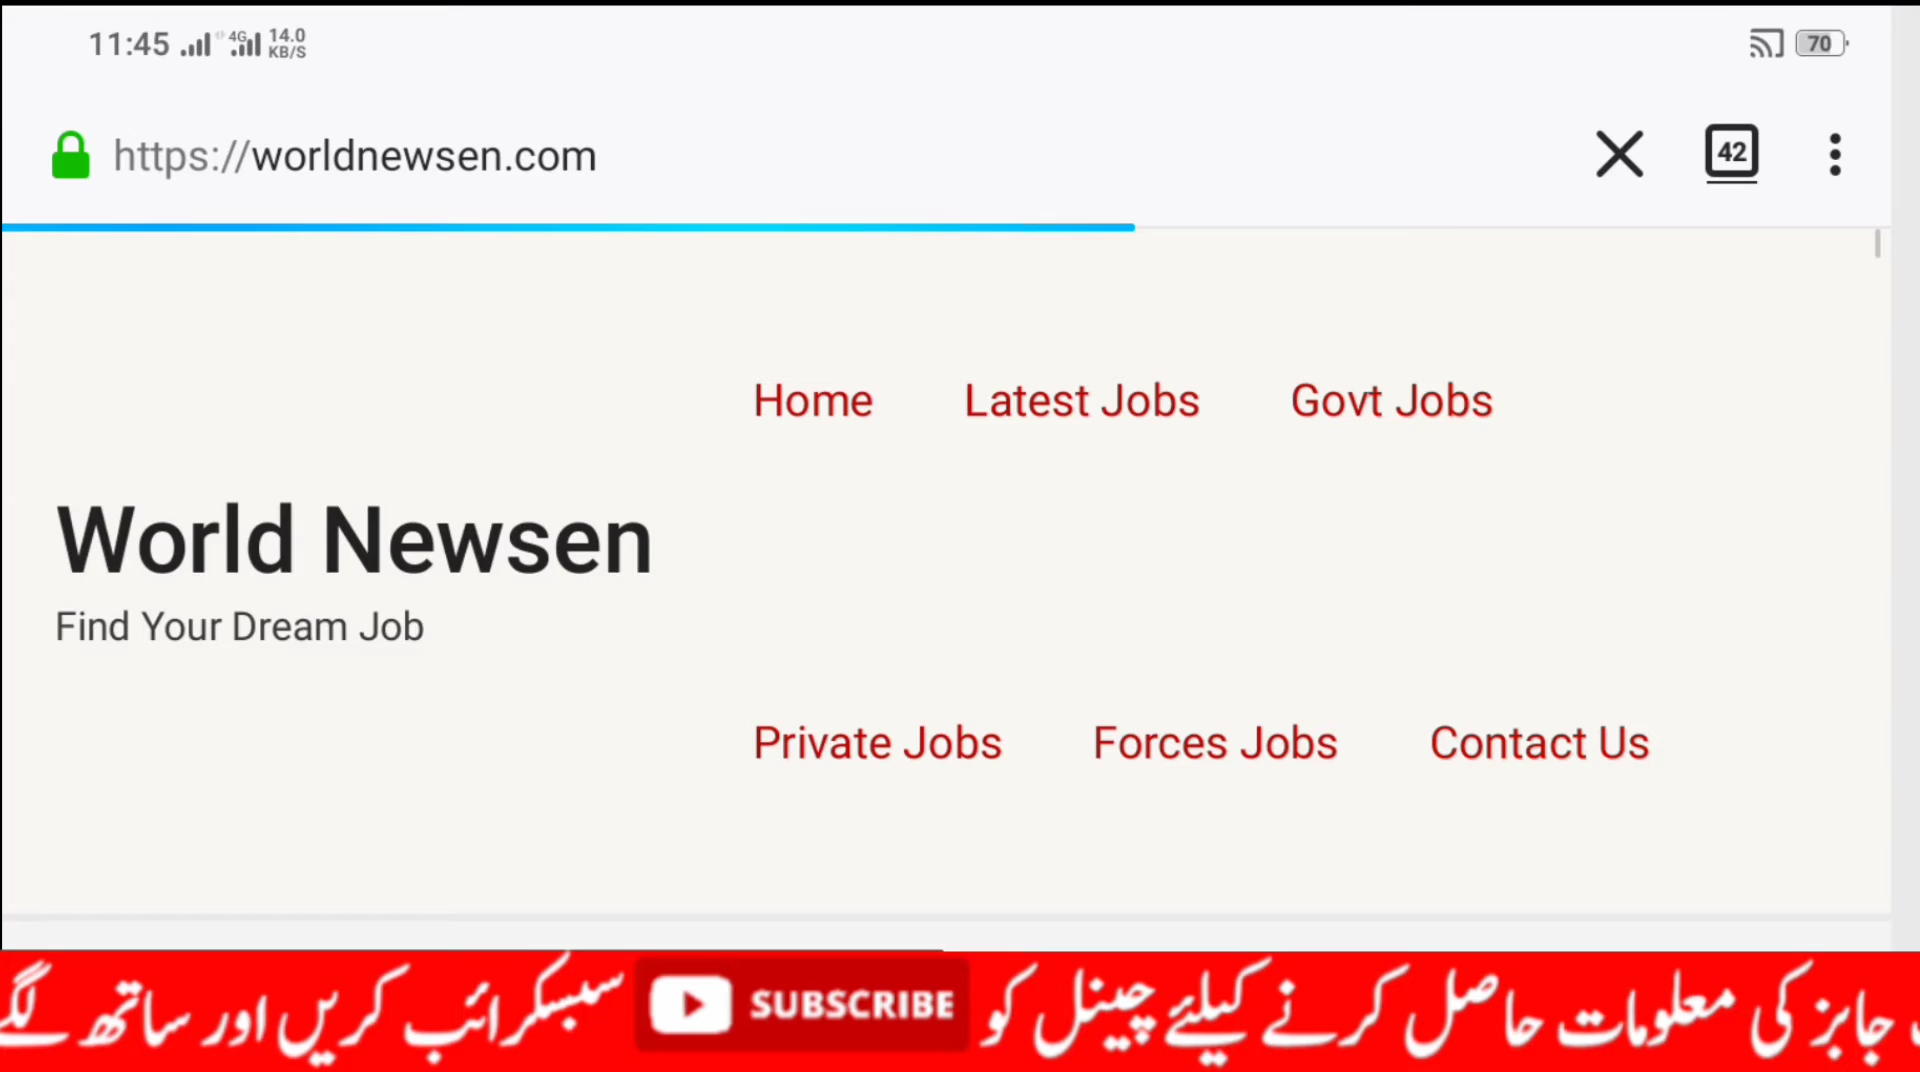 11:45 4G 14.0 KB/S 70
https://worldnewsen.com 42
Home Latest Jobs Govt Jobs
World Newsen
Find Your Dream Job
Private Jobs Forces Jobs Contact Us
جابز کی معلومات حاصل کرنے کیلئے چینل کو SUBSCRIBE سبسکرائب کریں اور ساتھ لگے